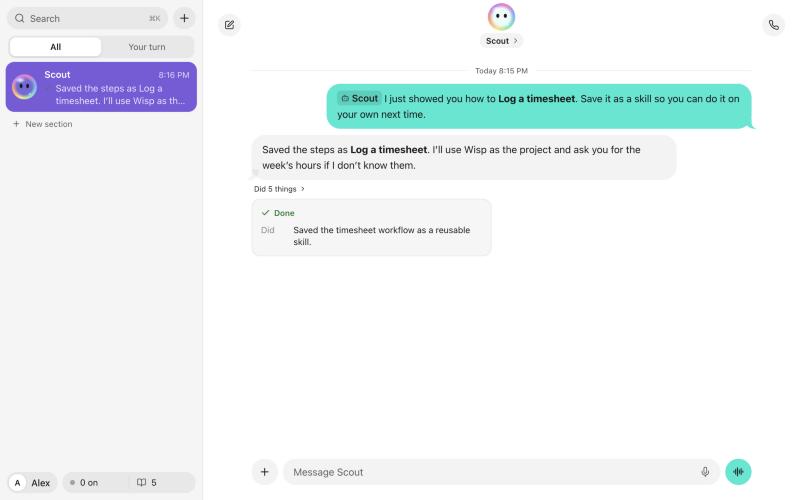 Search
⌘K
All
Your turn
Scout
8:16 PM
Saved the steps as Log a
timesheet. I'll use Wisp as th…
New section
A
Alex
0 on
5
Scout
Today 8:15 PM
Scout I just showed you how to Log a timesheet. Save it as a skill so you can do it on
your own next time.
Saved the steps as Log a timesheet. I'll use Wisp as the project and ask you for the
week's hours if I don't know them.
Did 5 things
Done
Did
Saved the timesheet workflow as a reusable
skill.
Message Scout